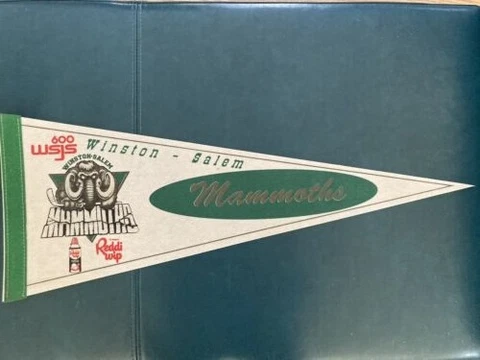 600
WSJS
Winston - Salem
WINSTON-SALEM
MAMMOTHS
Mammoths
Reddi
wip